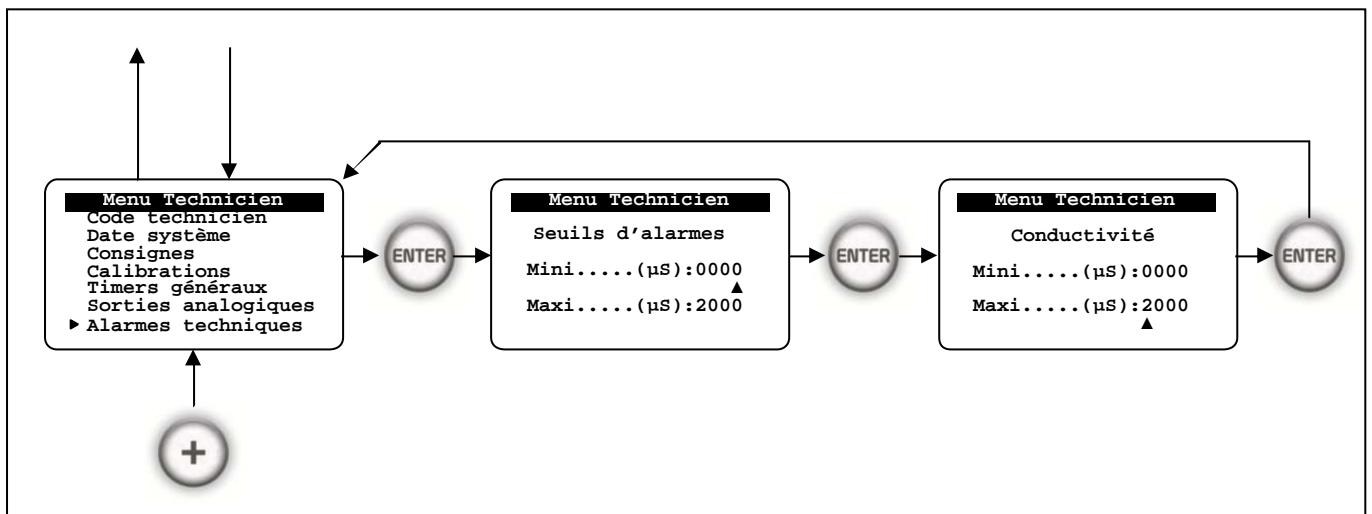 Menu Technicien
Code technicien
Date système
Consignes
Calibrations
Timers généraux
Sorties analogiques
▶ Alarmes techniques
ENTER
Menu Technicien
Seuils d'alarmes
Mini.....(µS):0000
▲
Maxi.....(µS):2000
ENTER
Menu Technicien
Conductivité
Mini.....(µS):0000
Maxi.....(µS):2000
▲
ENTER
+